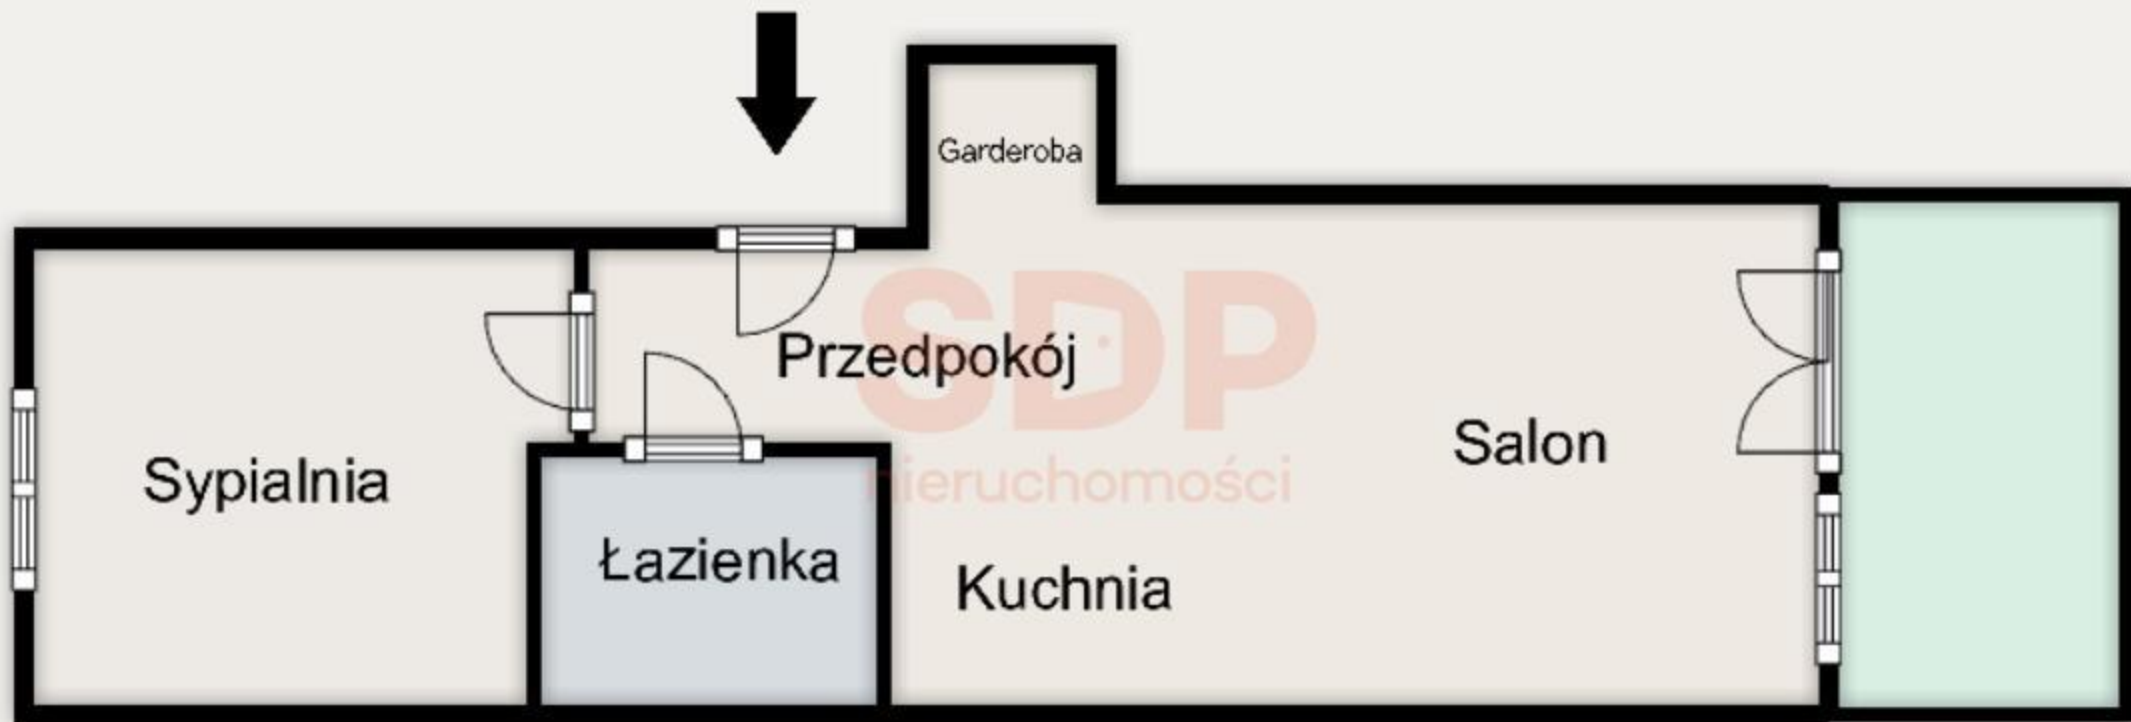 Garderoba
SDP
Przedpokój
Salon
nieruchomości
Sypialnia
Łazienka
Kuchnia